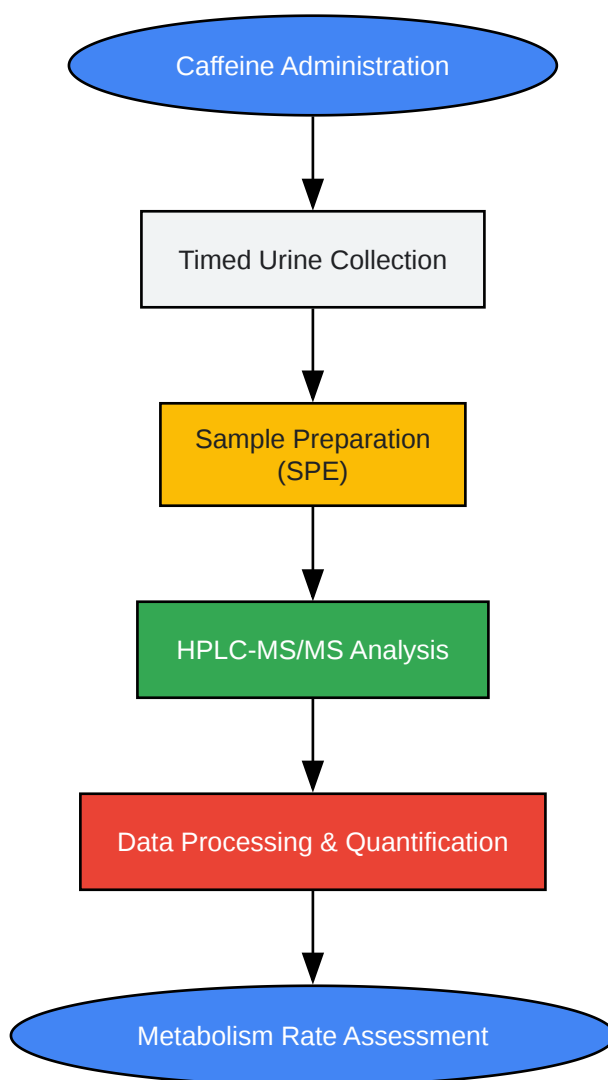 Caffeine Administration
Timed Urine Collection
Sample Preparation
(SPE)
HPLC-MS/MS Analysis
Data Processing & Quantification
Metabolism Rate Assessment